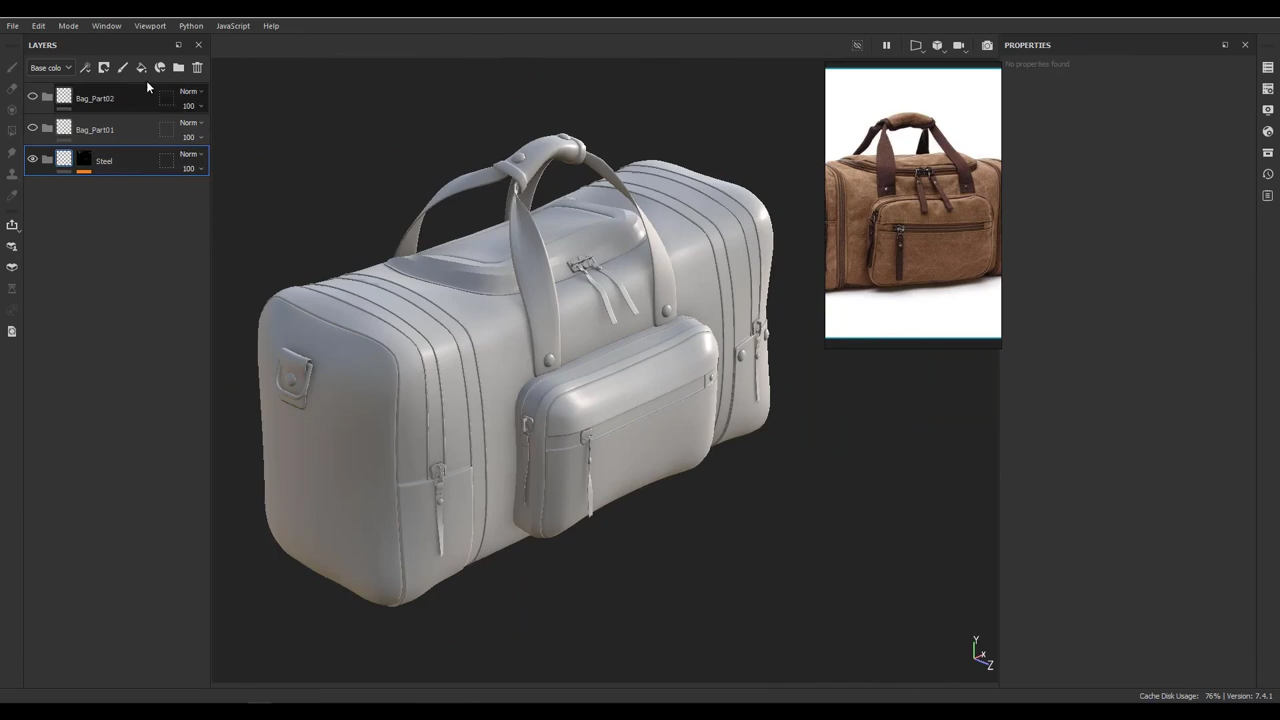 File Edit Mode Window Viewport Python JavaScript Help
LAYERS
PROPERTIES
No properties found
Base colo
Norm
Bag_Part02
100
Norm
Bag_Part01
100
Norm
Steel
100
Y
X
Z
Cache Disk Usage: 76% | Version: 7.4.1